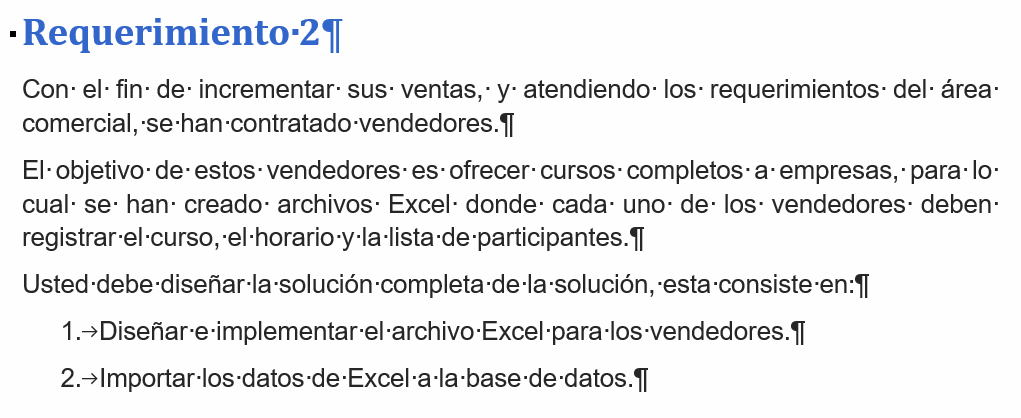 Requerimiento 2¶
Con el fin de incrementar sus ventas, y atendiendo los requerimientos del área
comercial, se han contratado vendedores.¶
El objetivo de estos vendedores es ofrecer cursos completos a empresas, para lo
cual se han creado archivos Excel donde cada uno de los vendedores deben
registrar el curso, el horario y la lista de participantes.¶
Usted debe diseñar la solución completa de la solución, esta consiste en:¶
1.→Diseñar e implementar el archivo Excel para los vendedores.¶
2.→Importar los datos de Excel a la base de datos.¶